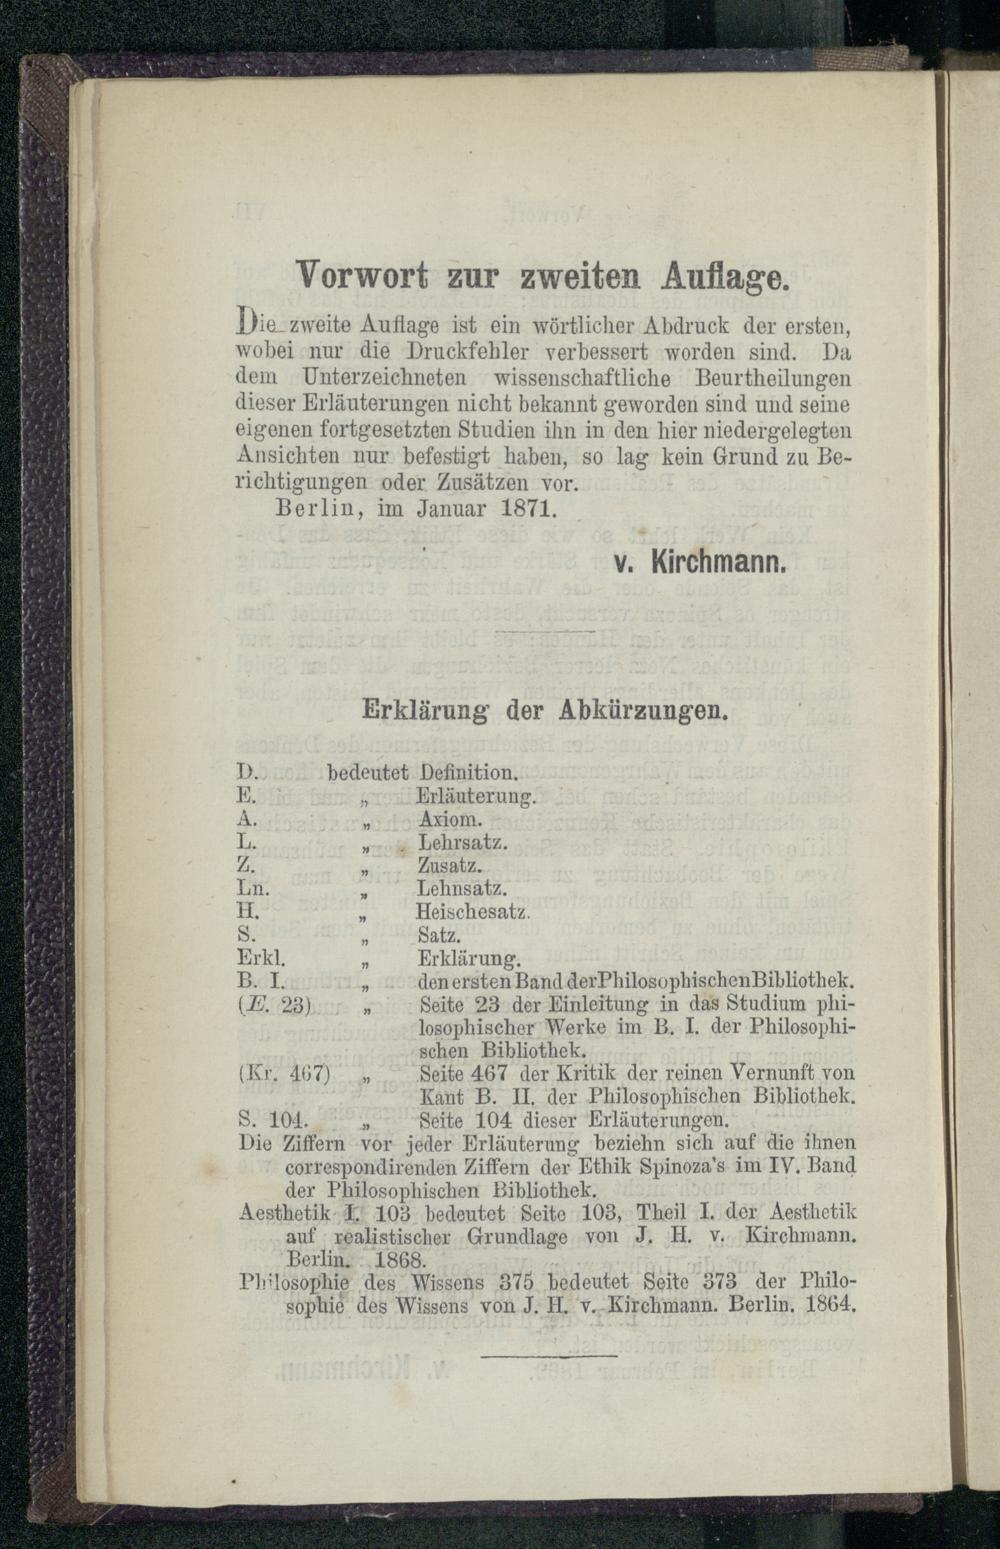 Vorwort zur zweiten Auflage.
Die zweite Auflage ist ein wörtlicher Abdruck der ersten,
wobei nur die Druckfehler verbessert worden sind. Da
dem Unterzeichneten wissenschaftliche Beurtheilungen
dieser Erläuterungen nicht bekannt geworden sind und seine
eigenen fortgesetzten Studien ihn in den hier niedergelegten
Ansichten nur befestigt haben, so lag kein Grund zu Be-
richtigungen oder Zusätzen vor.
Berlin, im Januar 1871.
v. Kirchmann.
Erklärung der Abkürzungen.
D. bedeutet Definition.
E. „ Erläuterung.
A. „ Axiom.
L. „ Lehrsatz.
Z. „ Zusatz.
Ln. „ Lehnsatz.
H. „ Heischesatz.
S. „ Satz.
Erkl. „ Erklärung.
B. I. „ den ersten Band der Philosophischen Bibliothek.
(E. 23) „ Seite 23 der Einleitung in das Studium phi-
losophischer Werke im B. I. der Philosophi-
schen Bibliothek.
(Kr. 467) „ Seite 467 der Kritik der reinen Vernunft von
Kant B. II. der Philosophischen Bibliothek.
S. 104. „ Seite 104 dieser Erläuterungen.
Die Ziffern vor jeder Erläuterung beziehn sich auf die ihnen
correspondirenden Ziffern der Ethik Spinoza's im IV. Band
der Philosophischen Bibliothek.
Aesthetik I. 103 bedeutet Seite 103, Theil I. der Aesthetik
auf realistischer Grundlage von J. H. v. Kirchmann.
Berlin. 1868.
Philosophie des Wissens 375 bedeutet Seite 373 der Philo-
sophie des Wissens von J. H. v. Kirchmann. Berlin. 1864.